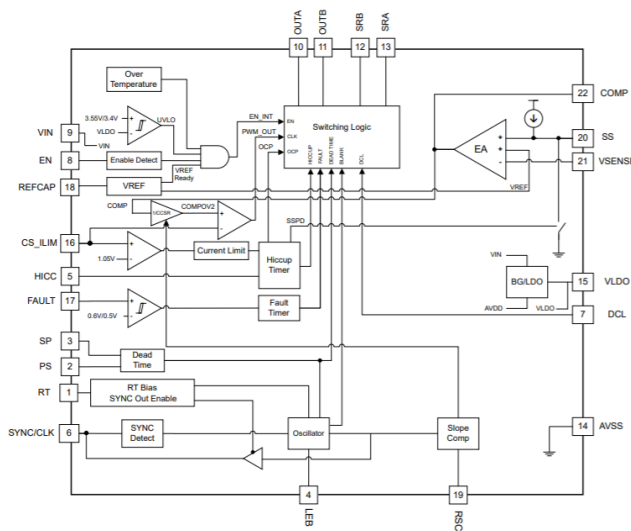 OUTA
OUTB
SRB
SRA
10
11
12
13
Over
Temperature
3.55V/3.4V
+
UVLO
VLDO
-
VIN
9
VIN
EN
8
Enable Detect
VREF
Ready
REFCAP
18
VREF
EN_INT
PWM_OUT
OCP
EN
CLK
OCP
Switching Logic
HICCUP
FAULT
DEAD TIME
BLANK
DCL
22
COMP
EA
+
+
-
20
SS
21
VSENSE
VREF
COMP
COMPOV2
+
-
SSPD
CS_ILIM
16
+
1.05V
-
Current Limit
Hiccup
Timer
HICC
5
FAULT
17
+
0.6V/0.5V
-
Fault
Timer
VIN
BG/LDO
AVDD
VLDO
15
VLDO
7
DCL
SP
3
PS
2
Dead
Time
RT
1
RT Bias
SYNC Out Enable
SYNC/CLK
6
SYNC
Detect
Oscillator
Slope
Comp
14
AVSS
4
19
LEB
RSC